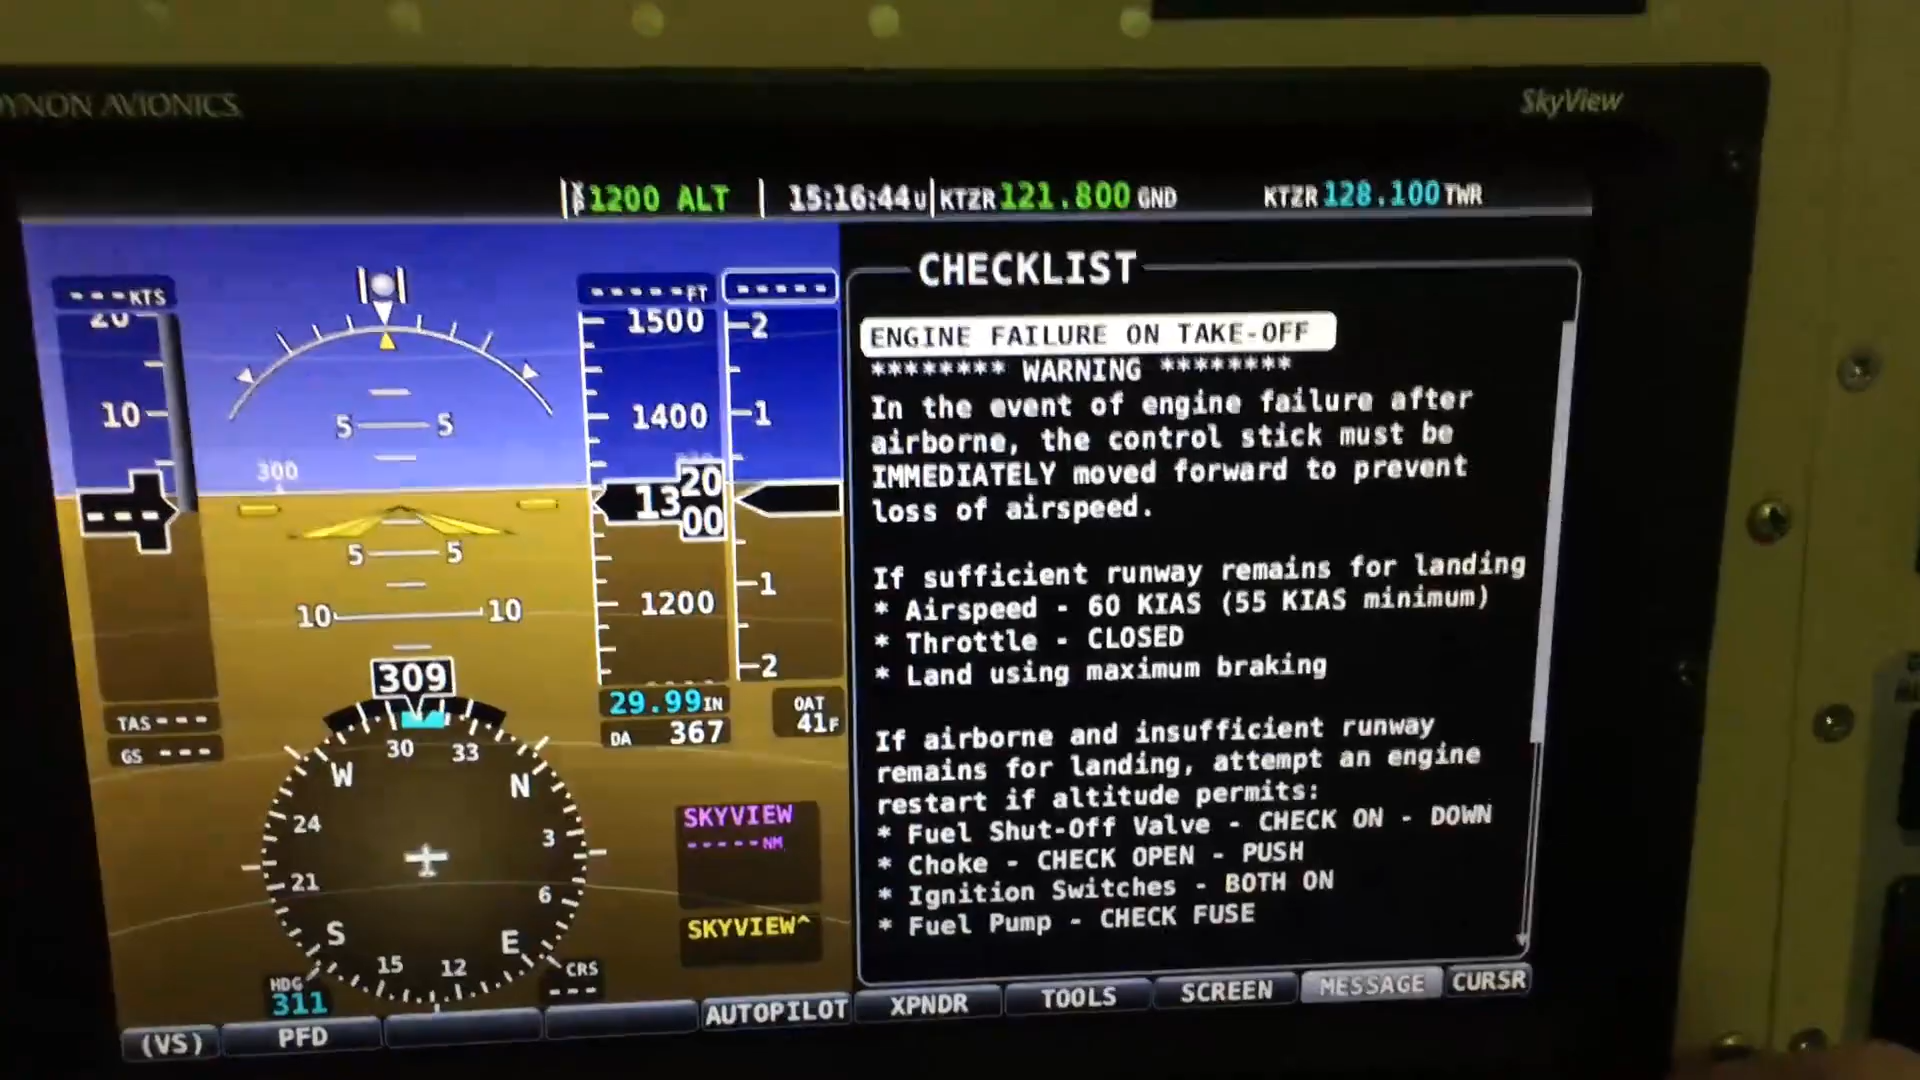 DYNON AVIONICS
SkyView
1200 ALT 15:16:44U KTZR 121.800 GND KTZR 128.100 TWR
CHECKLIST
ENGINE FAILURE ON TAKE-OFF
******** WARNING ********
In the event of engine failure after
airborne, the control stick must be
IMMEDIATELY moved forward to prevent
loss of airspeed.
If sufficient runway remains for landing
* Airspeed - 60 KIAS (55 KIAS minimum)
* Throttle - CLOSED
* Land using maximum braking
If airborne and insufficient runway
remains for landing, attempt an engine
restart if altitude permits:
* Fuel Shut-Off Valve - CHECK ON - DOWN
* Choke - CHECK OPEN - PUSH
* Ignition Switches - BOTH ON
* Fuel Pump - CHECK FUSE
---KTS
20
10
---
TAS---
GS ---
300
5 5
5 5
10 10
-----FT
1500
1400
13 20
00
1200
29.99IN
DA 367
-----
2
1
1
2
OAT
41F
309
30 33
W N
24 3
21 6
S E
15 12
HDG
311
CRS
---
SKYVIEW
-----NM
SKYVIEW^
(VS) PFD AUTOPILOT XPNDR TOOLS SCREEN MESSAGE CURSR